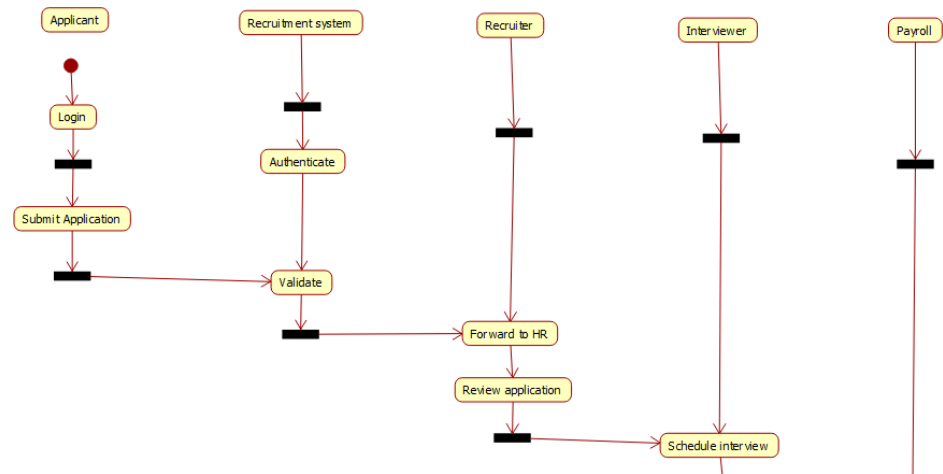 Applicant
Recruitment system
Recruiter
Interviewer
Payroll
Login
Authenticate
Submit Application
Validate
Forward to HR
Review application
Schedule interview